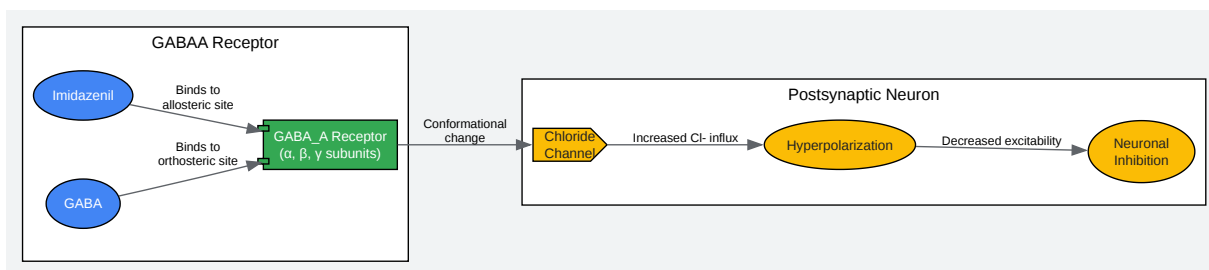 GABAA Receptor
Imidazenil
Binds to
allosteric site
GABA_A Receptor
(α, β, γ subunits)
Binds to
orthosteric site
GABA
Conformational
change
Postsynaptic Neuron
Chloride
Channel
Increased Cl- influx
Hyperpolarization
Decreased excitability
Neuronal
Inhibition